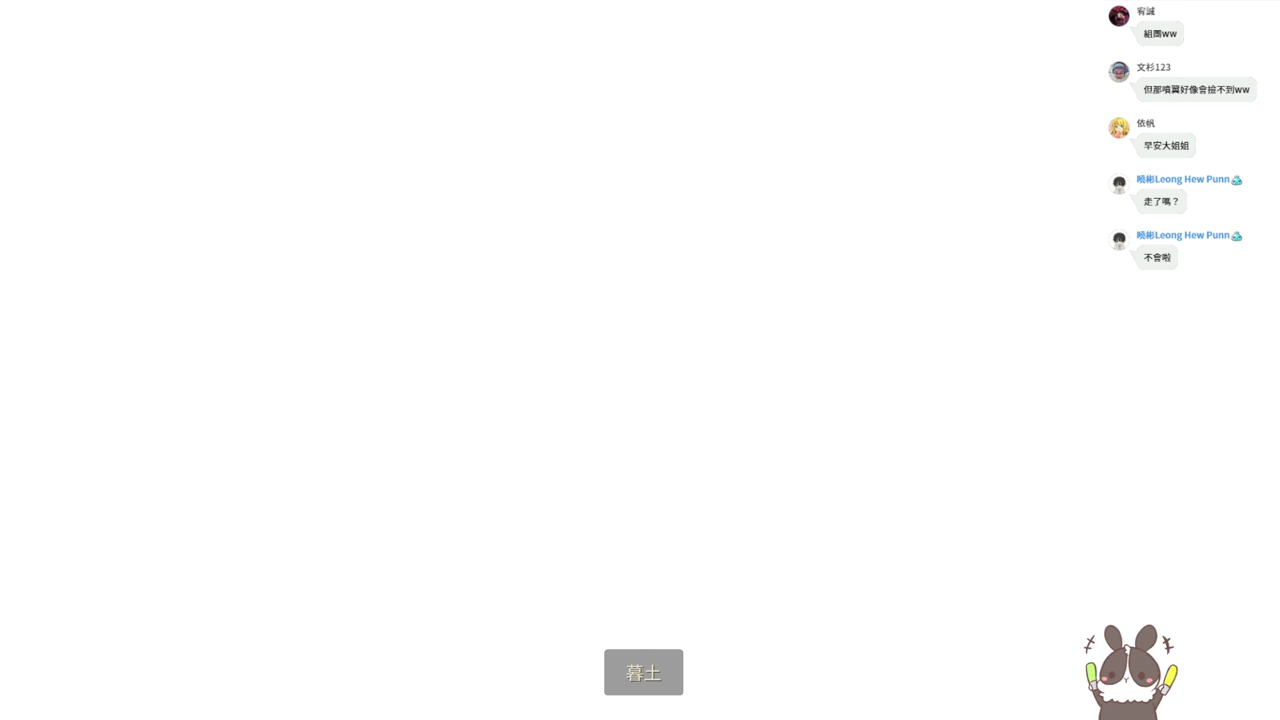 宥誠
組團ww
文杉123
但那噴翼好像會撿不到ww
依帆
早安大姐姐
曉彬Leong Hew Punn
走了嗎？
曉彬Leong Hew Punn
不會啦
暮土